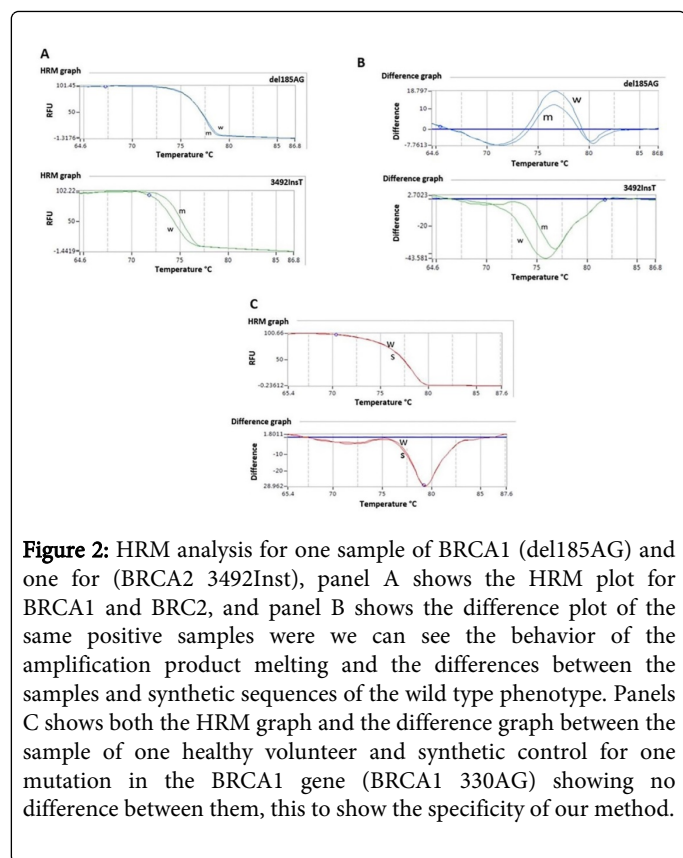 A
HRM graph
del185AG
101.45
50
-1.3176
RFU
m
w
64.6 70 75 80 85 86.8
Temperature °C
HRM graph
3492InsT
102.22
50
-1.4419
RFU
m
w
64.6 70 75 80 85 86.8
Temperature °C
B
Difference graph
del185AG
18.797
10
0
-7.7613
Difference
w
m
64.6 70 75 80 85 86.8
Temperature °C
Difference graph
3492InsT
2.7023
-20
-43.581
Difference
w
m
64.6 70 75 80 85 86.8
Temperature °C
C
HRM graph
100.66
50
-0.23612
RFU
W
S
65.4 70 75 80 85 87.6
Temperature °C
Difference graph
1.8011
-10
-20
28.962
Difference
W
S
65.4 70 75 80 85 87.6
Temperature °C
Figure 2: HRM analysis for one sample of BRCA1 (del185AG) and
one for (BRCA2 3492Inst), panel A shows the HRM plot for
BRCA1 and BRC2, and panel B shows the difference plot of the
same positive samples were we can see the behavior of the
amplification product melting and the differences between the
samples and synthetic sequences of the wild type phenotype. Panels
C shows both the HRM graph and the difference graph between the
sample of one healthy volunteer and synthetic control for one
mutation in the BRCA1 gene (BRCA1 330AG) showing no
difference between them, this to show the specificity of our method.